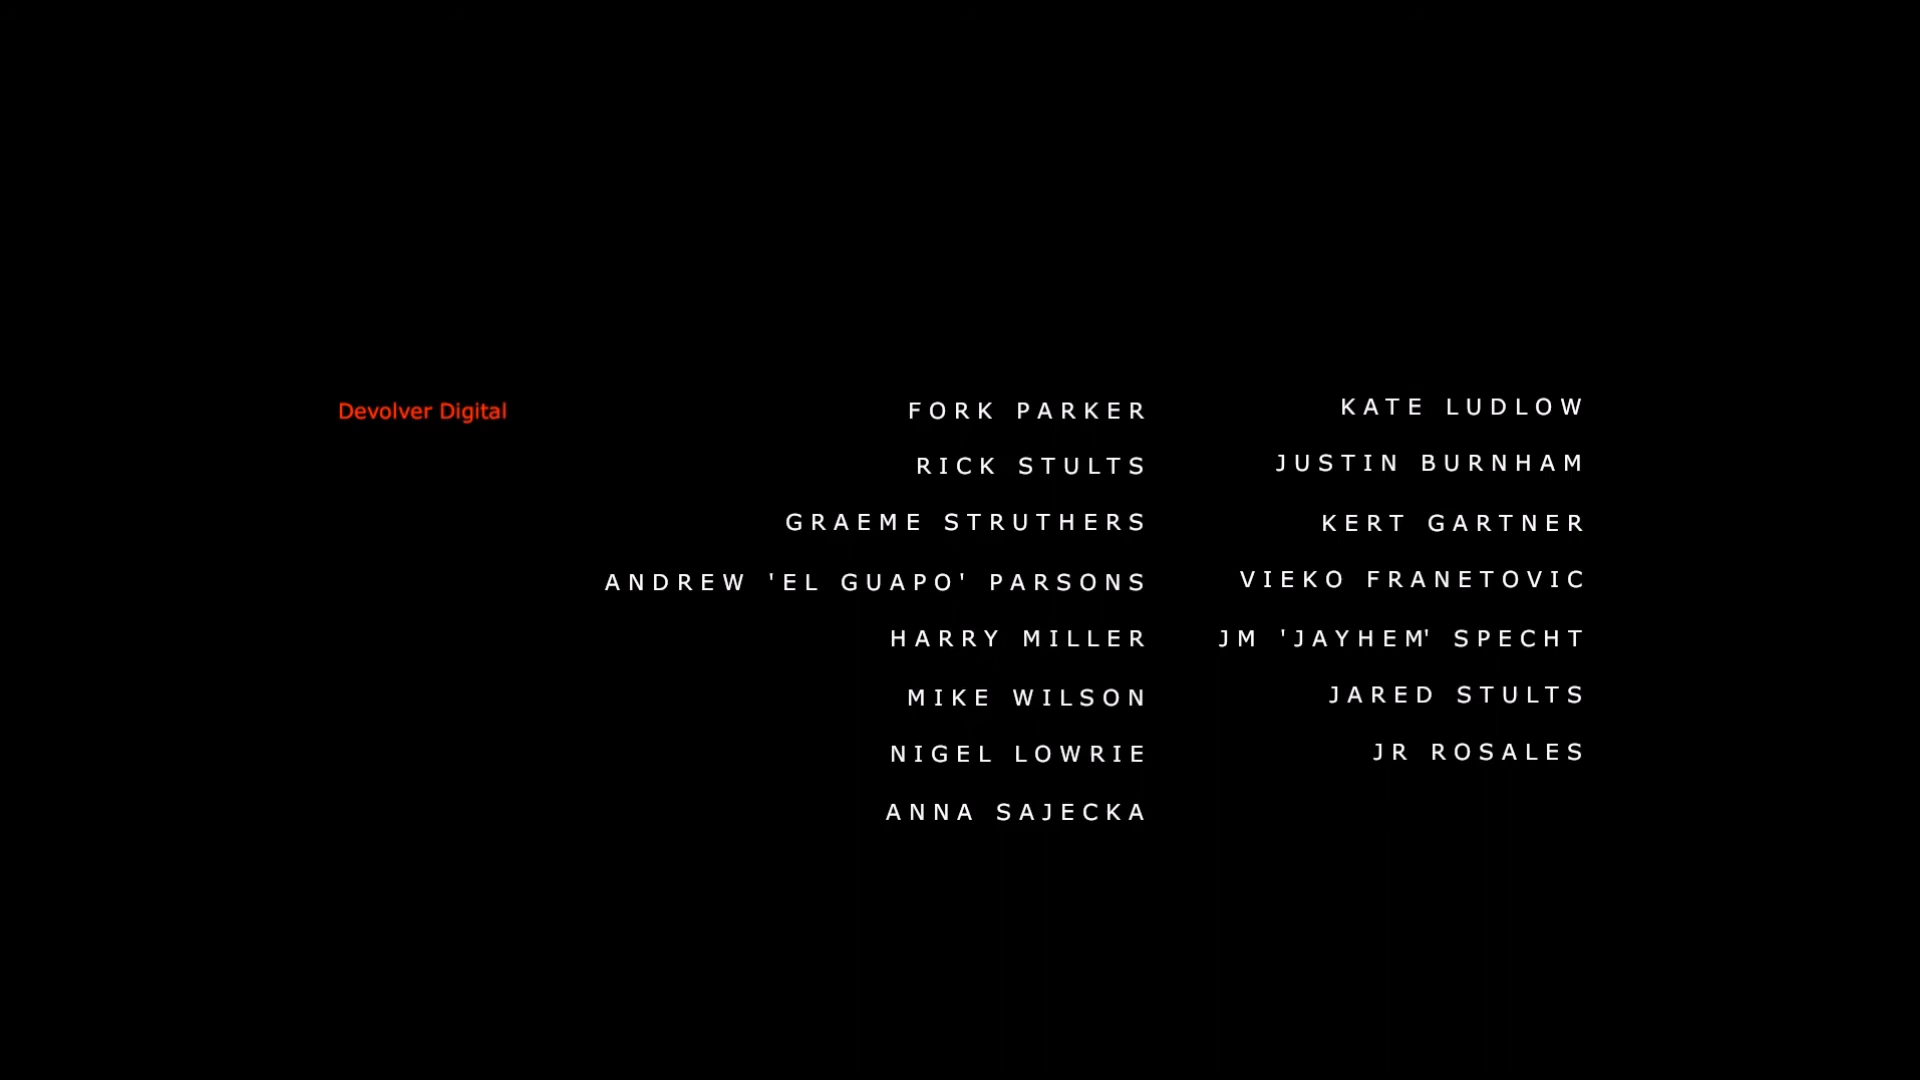 Devolver Digital
FORK PARKER
RICK STULTS
GRAEME STRUTHERS
ANDREW 'EL GUAPO' PARSONS
HARRY MILLER
MIKE WILSON
NIGEL LOWRIE
ANNA SAJECKA
KATE LUDLOW
JUSTIN BURNHAM
KERT GARTNER
VIEKO FRANETOVIC
JM 'JAYHEM' SPECHT
JARED STULTS
JR ROSALES